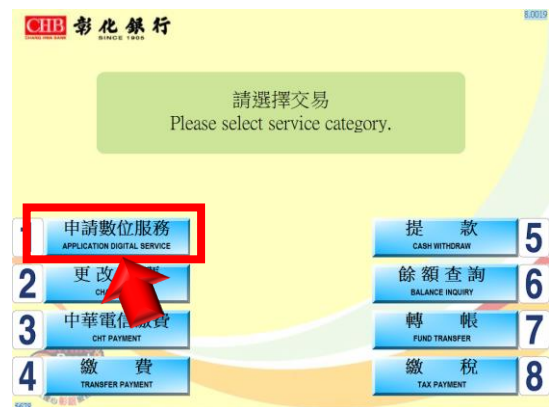 6.0019
CHB 彰化銀行
CHANG HWA BANK
SINCE 1905
請選擇交易
Please select service category.
申請數位服務
APPLICATION DIGITAL SERVICE
2
更改
3
中華電信繳費
CHT PAYMENT
4
繳 費
TRANSFER PAYMENT
提 款
CASH WITHDRAW
5
餘額查詢
BALANCE INQUIRY
6
轉 帳
FUND TRANSFER
7
繳 稅
TAX PAYMENT
8